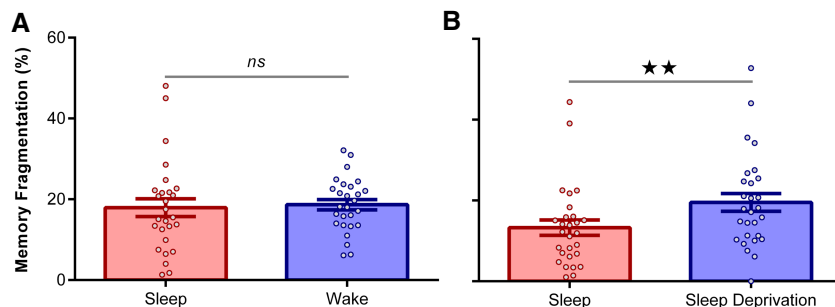 A
B
Memory Fragmentation (%)
60
40
20
0
ns
★★
Sleep
Wake
Sleep
Sleep Deprivation